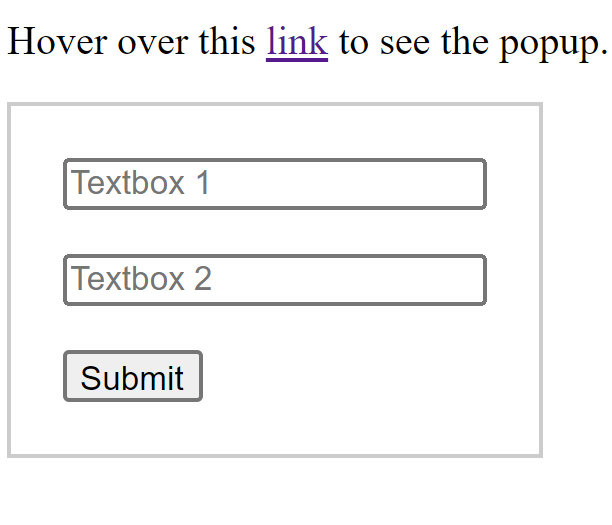 Hover over this link to see the popup.
Textbox 1
Textbox 2
Submit